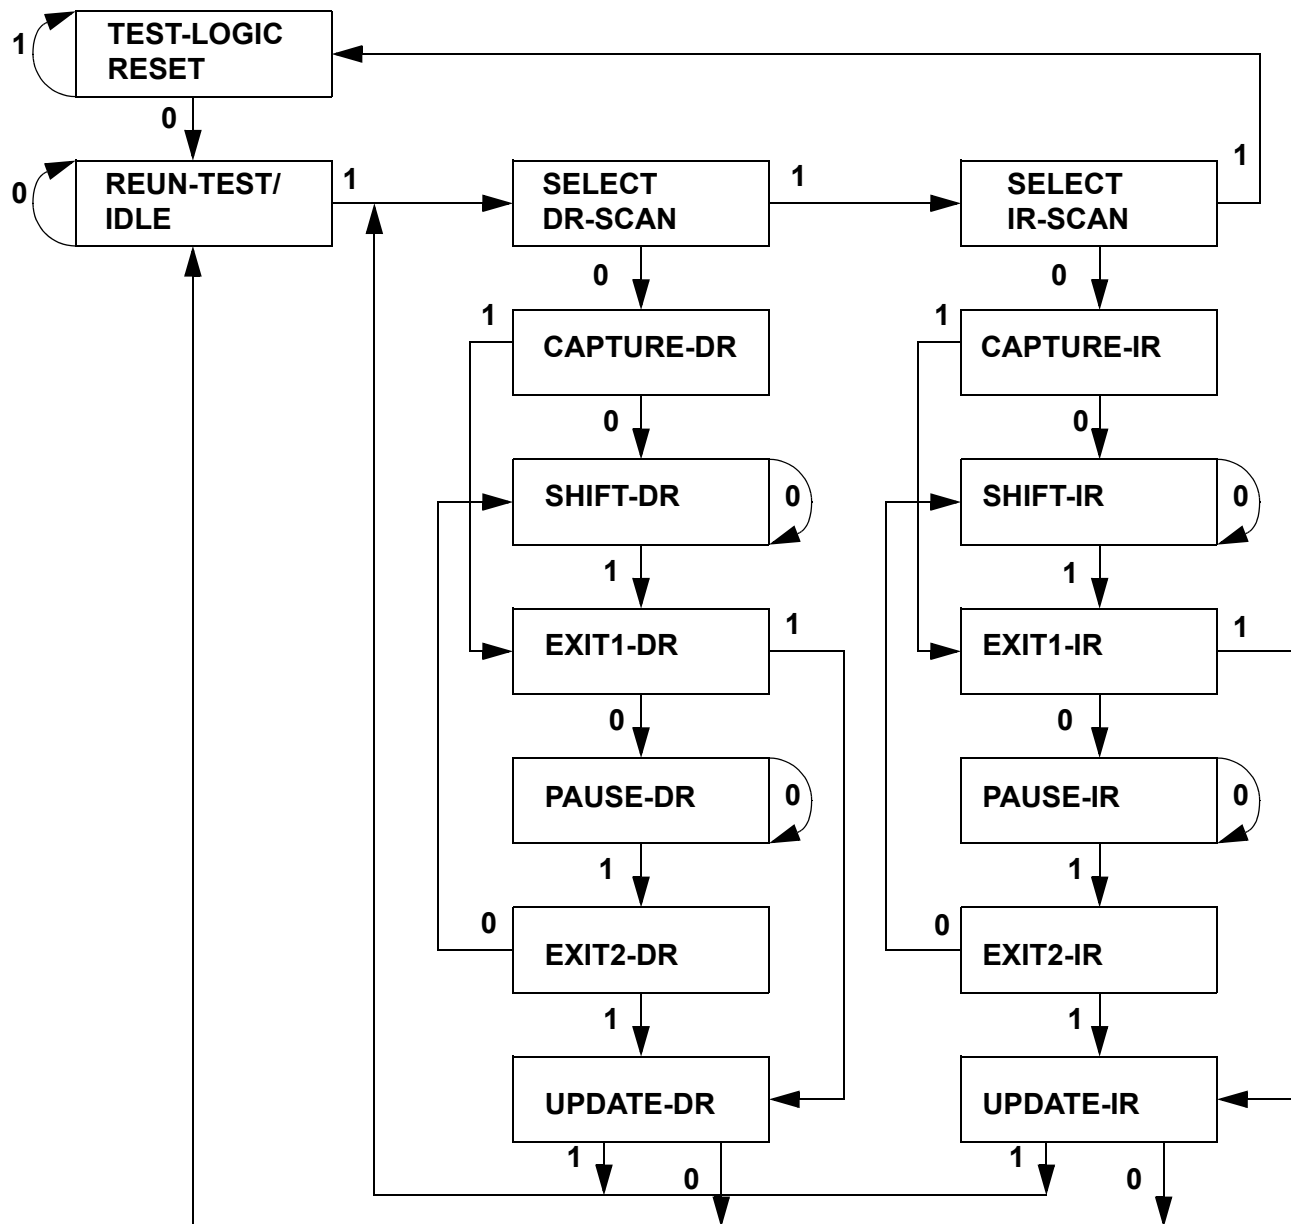 1
TEST-LOGIC
RESET
0
0
REUN-TEST/
IDLE
1
SELECT
DR-SCAN
1
SELECT
IR-SCAN
1
0
0
1
CAPTURE-DR
1
CAPTURE-IR
0
0
SHIFT-DR
0
SHIFT-IR
0
1
1
EXIT1-DR
1
EXIT1-IR
1
0
0
PAUSE-DR
0
PAUSE-IR
0
1
1
0
EXIT2-DR
0
EXIT2-IR
1
1
UPDATE-DR
UPDATE-IR
1
0
1
0